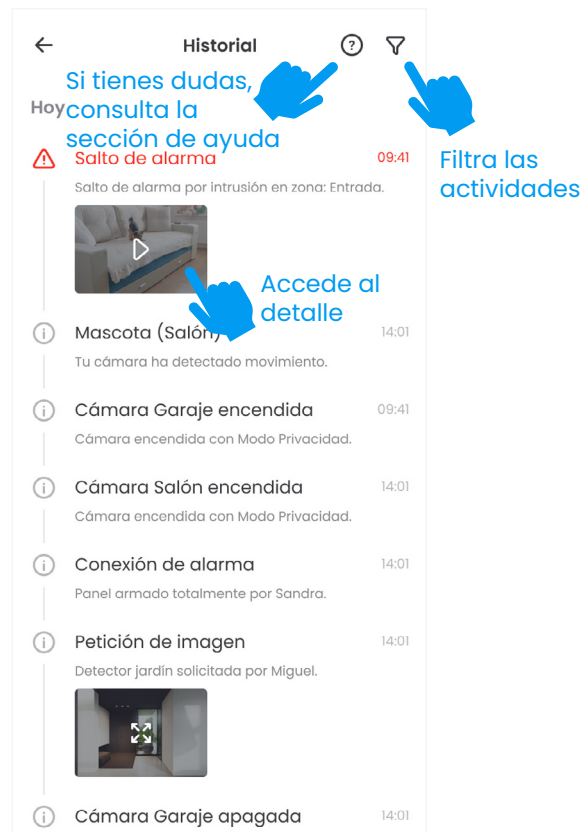 Historial
Si tienes dudas,
consulta la
sección de ayuda
Hoy
Filtra las
actividades
Salto de alarma 09:41
Salto de alarma por intrusión en zona: Entrada.
Accede al
detalle
Mascota (Salón) 14:01
Tu cámara ha detectado movimiento.
Cámara Garaje encendida 09:41
Cámara encendida con Modo Privacidad.
Cámara Salón encendida 14:01
Cámara encendida con Modo Privacidad.
Conexión de alarma 14:01
Panel armado totalmente por Sandra.
Petición de imagen 14:01
Detector jardín solicitada por Miguel.
Cámara Garaje apagada 14:01